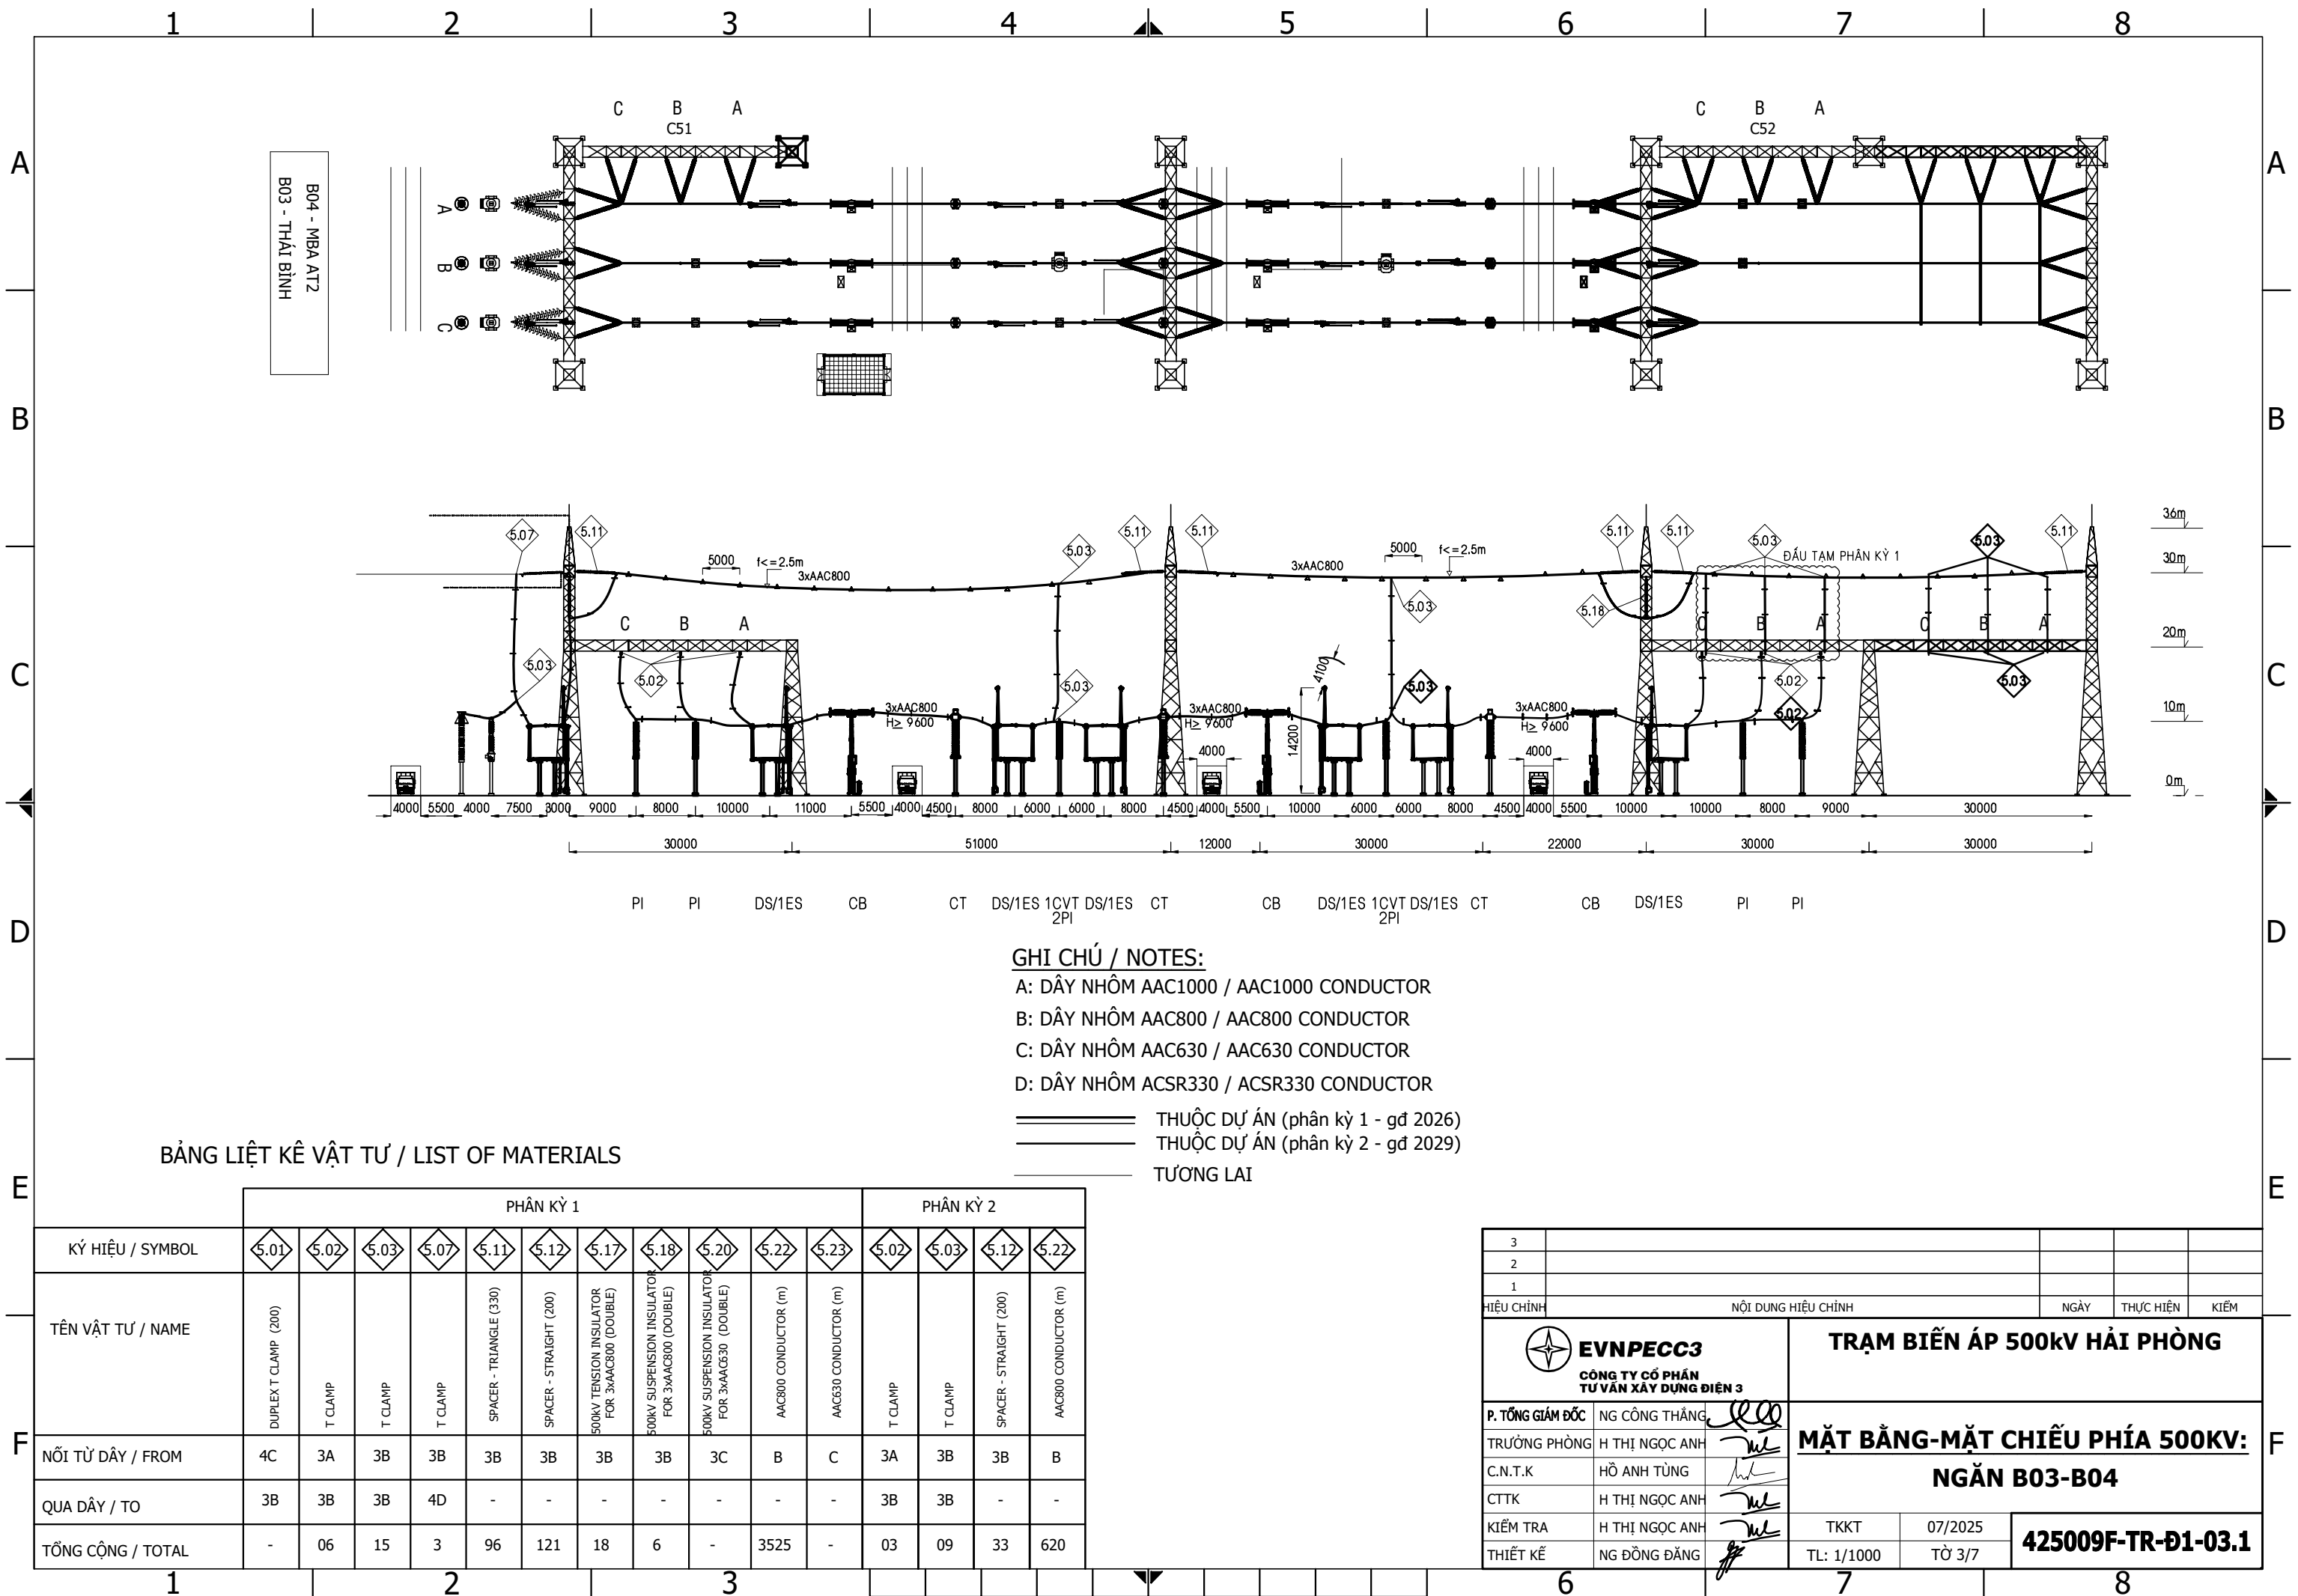 1 2 3 4 5 6 7 8
C B A
C51
C B A
C52
A A
B04 - MBA AT2
B03 - THÁI BÌNH
A
B
C
B B
36m
5.07 5.11 5.03 5.11 5.11 5.11 5.11 5.03 5.03 5.11
5000 f<=2.5m 3xAAC800 3xAAC800 5000 f<=2.5m ĐẤU TẠM PHÂN KỲ 1
30m
5.03 5.18
C B A C B A C B A
20m
5.03 5.02 5.03 4100 5.03 5.02 5.03
C C
3xAAC800 3xAAC800 3xAAC800
H≥ 9600 H≥ 9600 H≥ 9600
5.02
10m
14200 4000 4000
0m
4000 5500 4000 7500 3000 9000 8000 10000 11000 5500 4000 4500 8000 6000 6000 8000 4500 4000 5500 10000 6000 6000 8000 4500 4000 5500 10000 10000 8000 9000 30000
30000 51000 12000 30000 22000 30000 30000
PI PI DS/1ES CB CT DS/1ES 1CVT DS/1ES CT CB DS/1ES 1CVT DS/1ES CT CB DS/1ES PI PI
2PI 2PI
D D
GHI CHÚ / NOTES:
A: DÂY NHÔM AAC1000 / AAC1000 CONDUCTOR
B: DÂY NHÔM AAC800 / AAC800 CONDUCTOR
C: DÂY NHÔM AAC630 / AAC630 CONDUCTOR
D: DÂY NHÔM ACSR330 / ACSR330 CONDUCTOR
THUỘC DỰ ÁN (phân kỳ 1 - gđ 2026)
THUỘC DỰ ÁN (phân kỳ 2 - gđ 2029)
TƯƠNG LAI
BẢNG LIỆT KÊ VẬT TƯ / LIST OF MATERIALS
E E
PHÂN KỲ 1 PHÂN KỲ 2
KÝ HIỆU / SYMBOL 5.01 5.02 5.03 5.07 5.11 5.12 5.17 5.18 5.20 5.22 5.23 5.02 5.03 5.12 5.22
TÊN VẬT TƯ / NAME
DUPLEX T CLAMP (200)
T CLAMP
T CLAMP
T CLAMP
SPACER - TRIANGLE (330)
SPACER - STRAIGHT (200)
500kV TENSION INSULATOR
FOR 3xAAC800 (DOUBLE)
500kV SUSPENSION INSULATOR
FOR 3xAAC800 (DOUBLE)
500kV SUSPENSION INSULATOR
FOR 3xAAC630 (DOUBLE)
AAC800 CONDUCTOR (m)
AAC630 CONDUCTOR (m)
T CLAMP
T CLAMP
SPACER - STRAIGHT (200)
AAC800 CONDUCTOR (m)
NỐI TỪ DÂY / FROM 4C 3A 3B 3B 3B 3B 3B 3B 3C B C 3A 3B 3B B
QUA DÂY / TO 3B 3B 3B 4D - - - - - - - 3B 3B - -
TỔNG CỘNG / TOTAL - 06 15 3 96 121 18 6 - 3525 - 03 09 33 620
3
2
1
HIỆU CHỈNH NỘI DUNG HIỆU CHỈNH NGÀY THỰC HIỆN KIỂM
EVNPECC3
CÔNG TY CỔ PHẦN
TƯ VẤN XÂY DỰNG ĐIỆN 3
TRẠM BIẾN ÁP 500kV HẢI PHÒNG
P. TỔNG GIÁM ĐỐC NG CÔNG THẮNG
TRƯỞNG PHÒNG H THỊ NGỌC ANH
C.N.T.K HỒ ANH TÙNG
CTTK H THỊ NGỌC ANH
KIỂM TRA H THỊ NGỌC ANH
THIẾT KẾ NG ĐỒNG ĐĂNG
MẶT BẰNG-MẶT CHIẾU PHÍA 500KV:
NGĂN B03-B04
TKKT 07/2025
TL: 1/1000 TỜ 3/7
425009F-TR-Đ1-03.1
F F
1 2 3 6 7 8